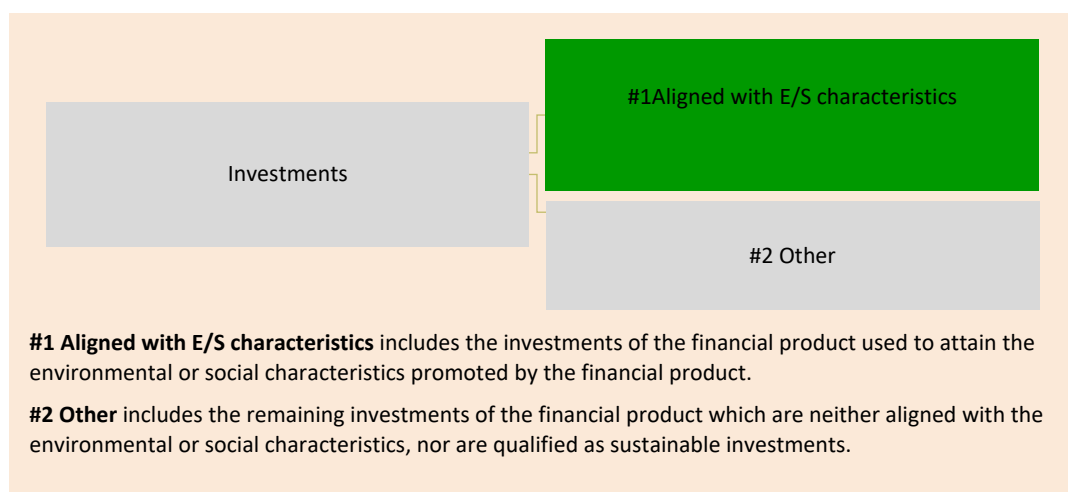 #1Aligned with E/S characteristics
Investments
#2 Other
#1 Aligned with E/S characteristics includes the investments of the financial product used to attain the
environmental or social characteristics promoted by the financial product.
#2 Other includes the remaining investments of the financial product which are neither aligned with the
environmental or social characteristics, nor are qualified as sustainable investments.